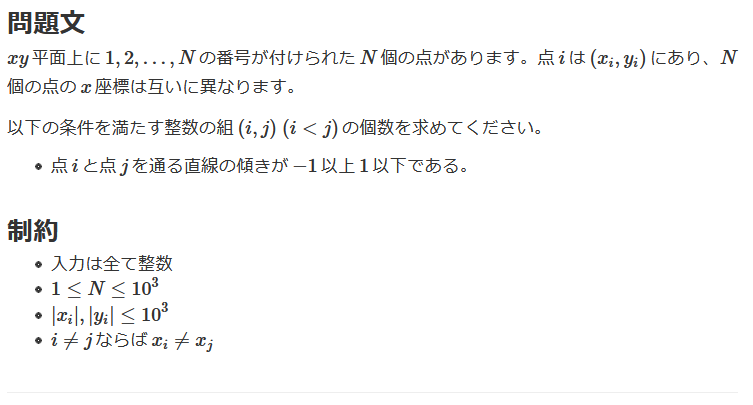 問題文
xy 平面上に 1, 2, ..., N の番号が付けられた N 個の点があります。点 i は (x_i, y_i) にあり、N
個の点の x 座標は互いに異なります。
以下の条件を満たす整数の組 (i, j) (i < j) の個数を求めてください。
• 点 i と点 j を通る直線の傾きが −1 以上 1 以下である。
制約
• 入力は全て整数
• 1 ≤ N ≤ 10^3
• |x_i|, |y_i| ≤ 10^3
• i ≠ j ならば x_i ≠ x_j